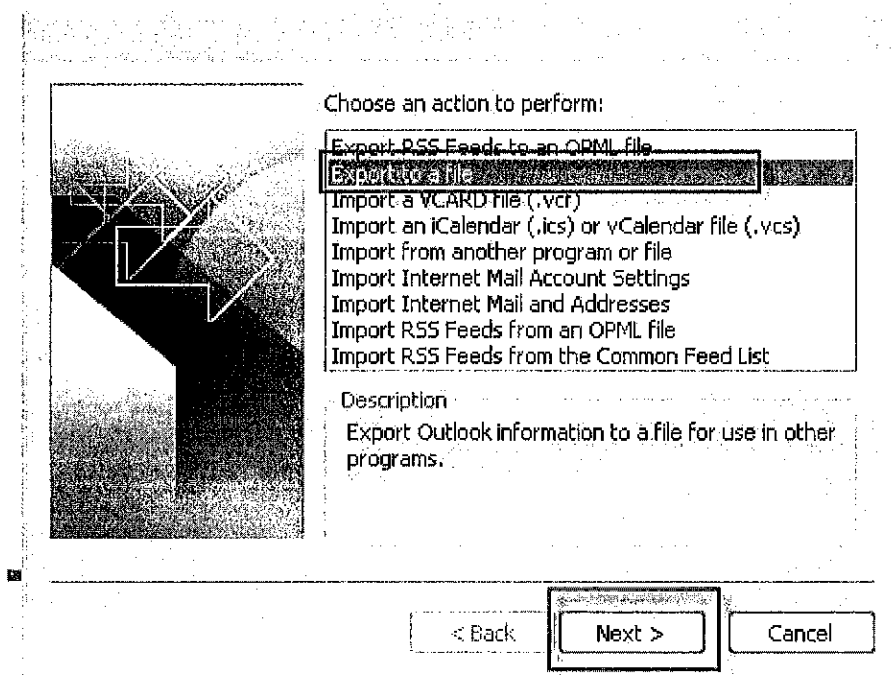 Choose an action to perform:
Export RSS Feeds to an OPML file
Export to a file
Import a VCARD file (.vcf)
Import an iCalendar (.ics) or vCalendar file (.vcs)
Import from another program or file
Import Internet Mail Account Settings
Import Internet Mail and Addresses
Import RSS Feeds from an OPML file
Import RSS Feeds from the Common Feed List
Description
Export Outlook information to a file for use in other
programs.
< Back
Next >
Cancel